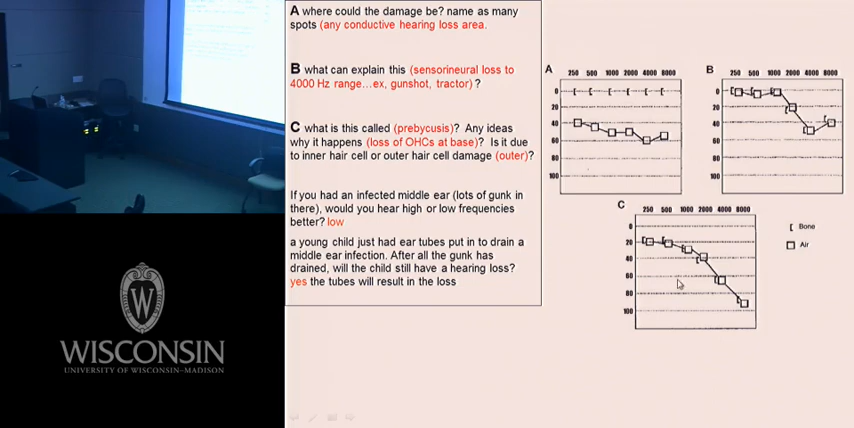 A where could the damage be? name as many
spots (any conductive hearing loss area.
B what can explain this (sensorineural loss to
4000 Hz range...ex, gunshot, tractor) ?
C what is this called (prebycusis)? Any ideas
why it happens (loss of OHCs at base)? Is it due
to inner hair cell or outer hair cell damage (outer)?
If you had an infected middle ear (lots of gunk in
there), would you hear high or low frequencies
better? low
a young child just had ear tubes put in to drain a
middle ear infection. After all the gunk has
drained, will the child still have a hearing loss?
yes the tubes will result in the loss
A
250 500 1000 2000 4000 8000
0
20
40
60
80
100
B
250 500 1000 2000 4000 8000
0
20
40
60
80
100
C
250 500 1000 2000 4000 8000
0
20
40
60
80
100
[ Bone
Air
W
WISCONSIN
UNIVERSITY OF WISCONSIN–MADISON